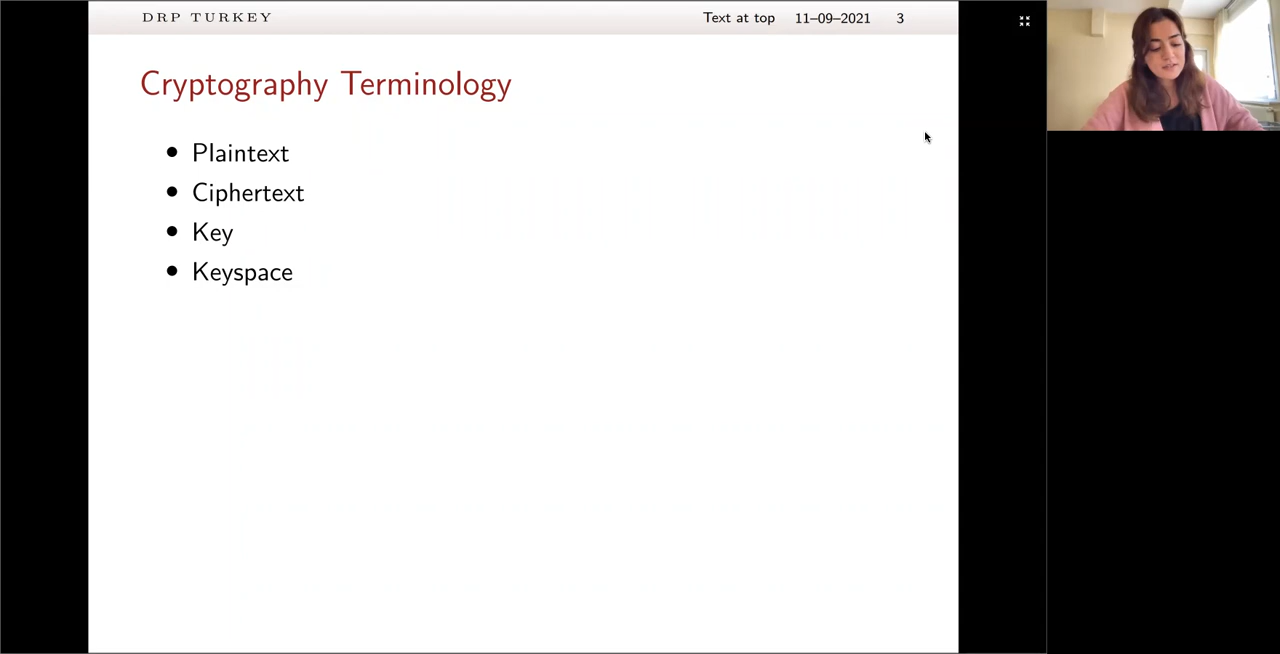 DRP TURKEY
Text at top 11–09–2021 3
Cryptography Terminology
• Plaintext
• Ciphertext
• Key
• Keyspace